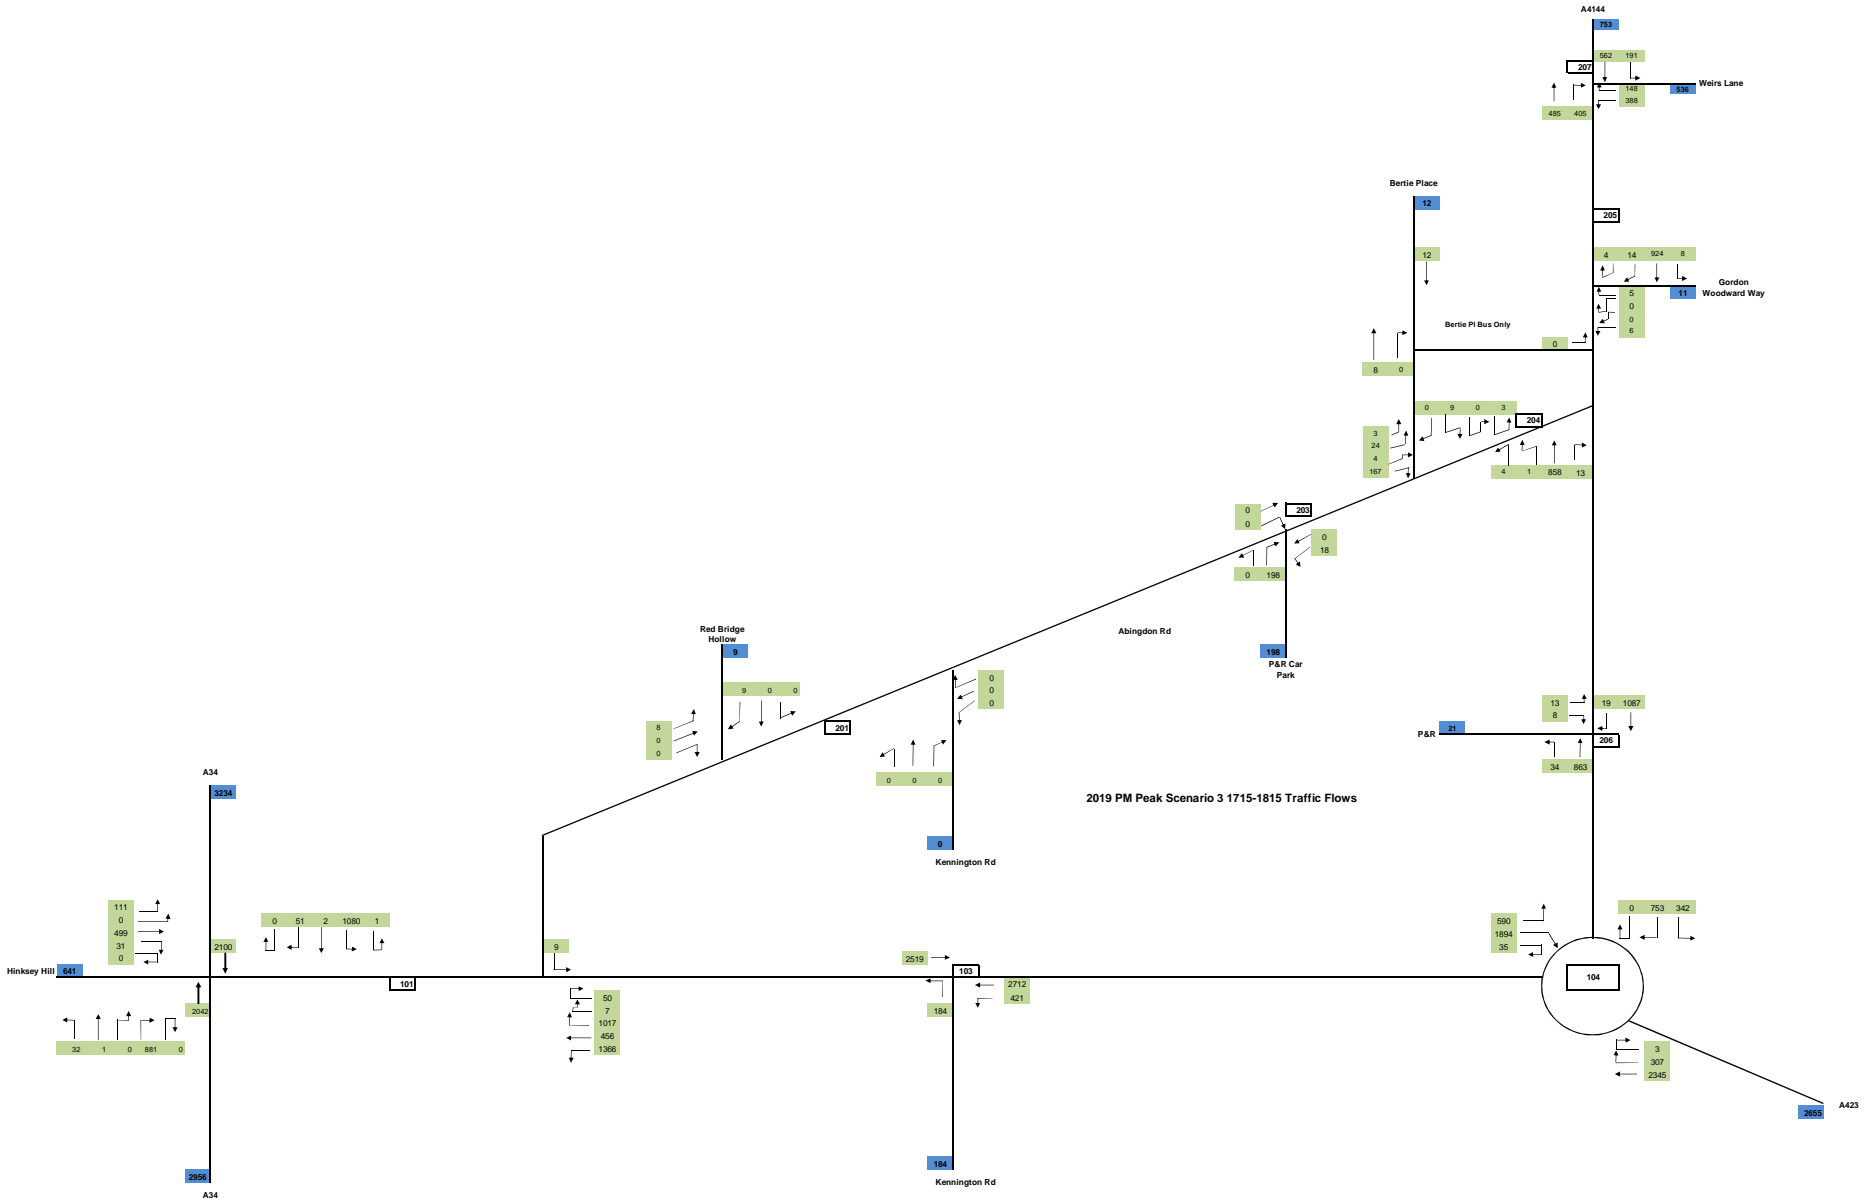 A4144
753
562 191
207
Weirs Lane
148
536
388
485 405
Bertie Place
12
205
12
4 14 924 8
Gordon
Woodward Way
5
11
0
0
6
Bertie Pl Bus Only
0
8 0
0 9 0 3
204
3
24
4
167
4 1 858 13
0
203
0
0
18
0 198
Red Bridge
Hollow
9
Abingdon Rd
198
P&R Car
Park
0
0
0
9 0 0
8
0
0
201
13
8
19 1087
P&R
21
206
34 863
A34
3234
0 0 0
2019 PM Peak Scenario 3 1715-1815 Traffic Flows
0
Kennington Rd
111
0
499
31
0
0 51 2 1080 1
2100
9
590
1894
35
0 753 342
Hinksey Hill
641
2519
103
104
101
2712
421
184
2042
50
7
1017
456
1366
32 1 0 881 0
3
307
2345
A423
2655
184
Kennington Rd
2956
A34